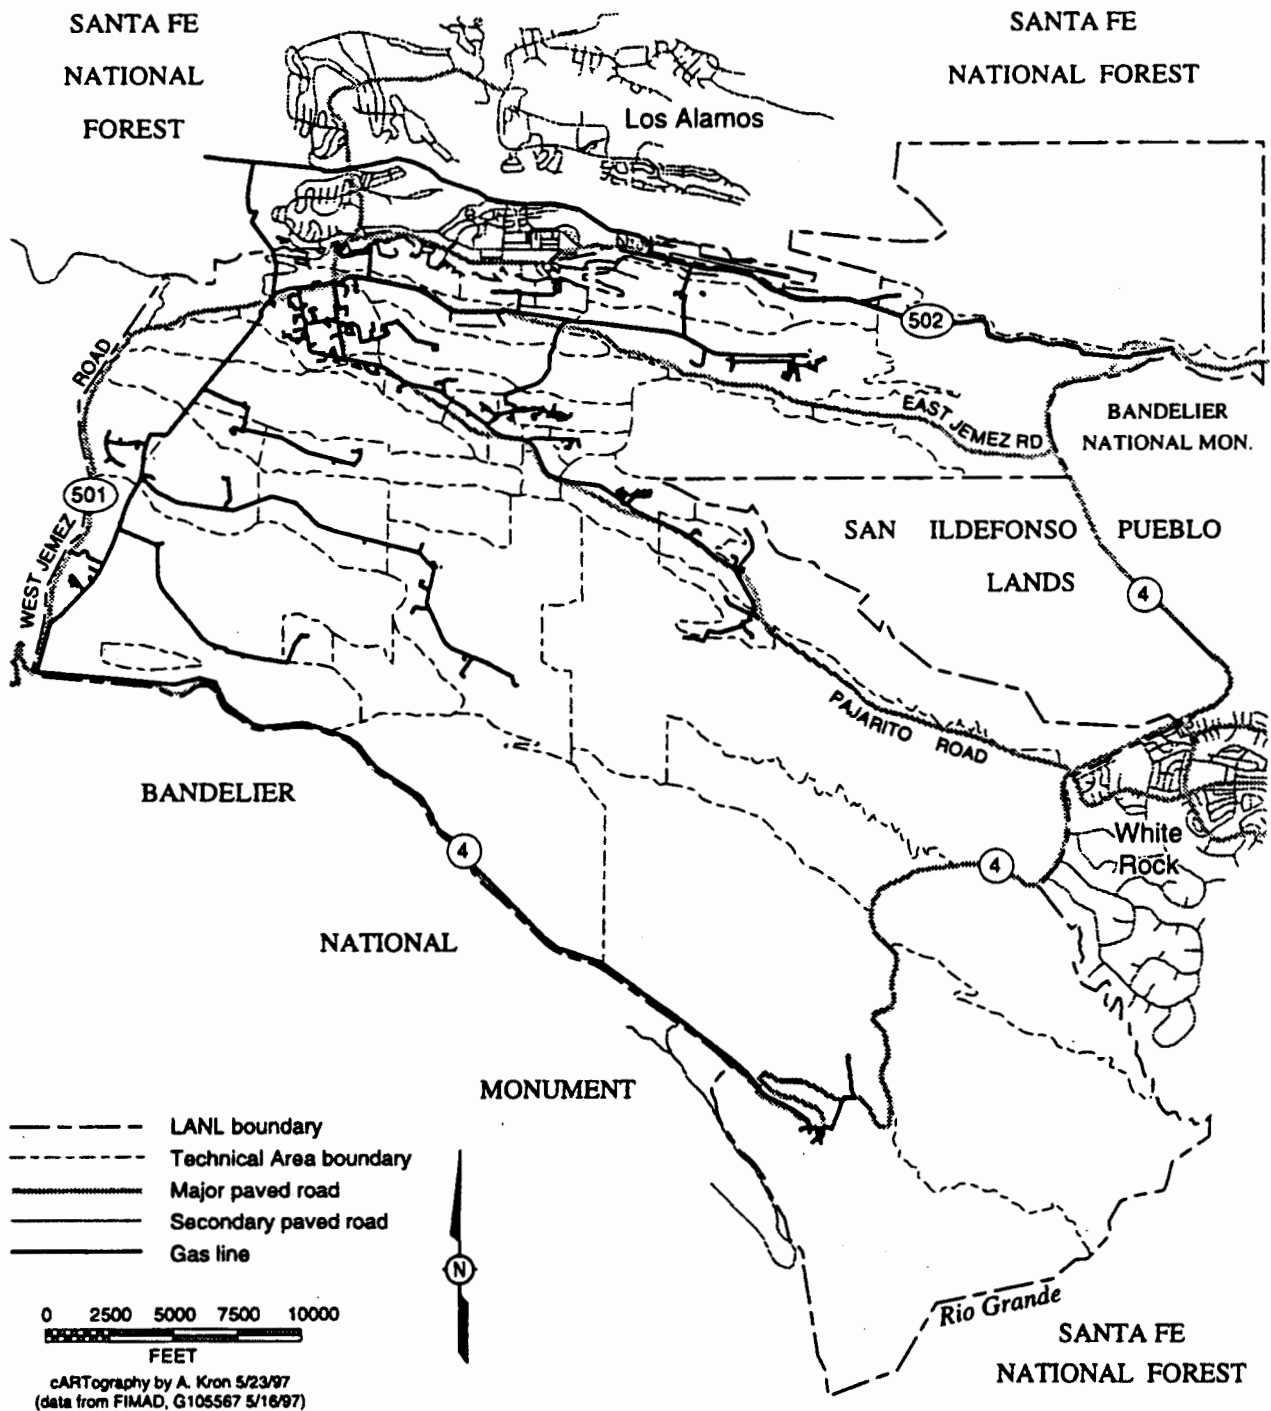 SANTA FE
NATIONAL
FOREST
SANTA FE
NATIONAL FOREST
Los Alamos
502
ROAD
EAST JEMEZ RD
BANDELIER
NATIONAL MON.
501
WEST JEMEZ
SAN ILDEFONSO PUEBLO
LANDS
4
PAJARITO ROAD
BANDELIER
4
White
Rock
4
NATIONAL
MONUMENT
LANL boundary
Technical Area boundary
Major paved road
Secondary paved road
Gas line
N
0 2500 5000 7500 10000
FEET
cARTography by A. Kron 5/23/97
(data from FIMAD, G105567 5/16/97)
Rio Grande
SANTA FE
NATIONAL FOREST